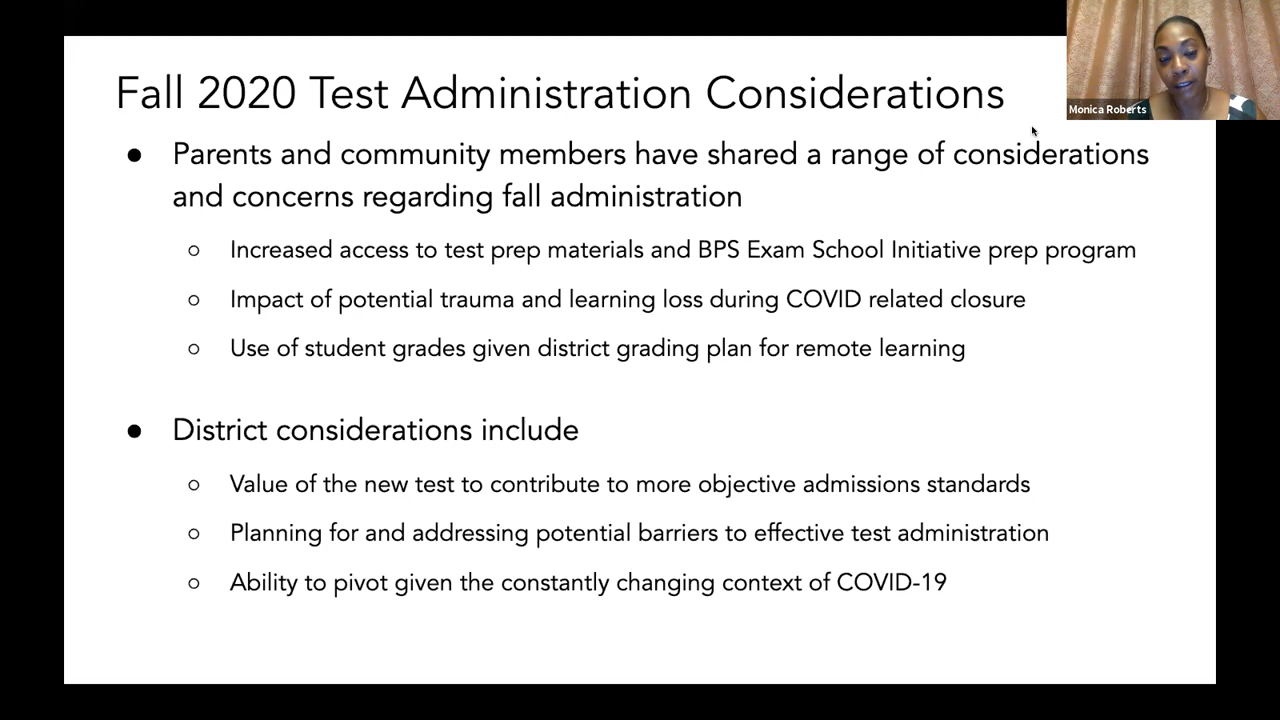 Fall 2020 Test Administration Considerations
Monica Roberts
● Parents and community members have shared a range of considerations
and concerns regarding fall administration
○ Increased access to test prep materials and BPS Exam School Initiative prep program
○ Impact of potential trauma and learning loss during COVID related closure
○ Use of student grades given district grading plan for remote learning
● District considerations include
○ Value of the new test to contribute to more objective admissions standards
○ Planning for and addressing potential barriers to effective test administration
○ Ability to pivot given the constantly changing context of COVID-19